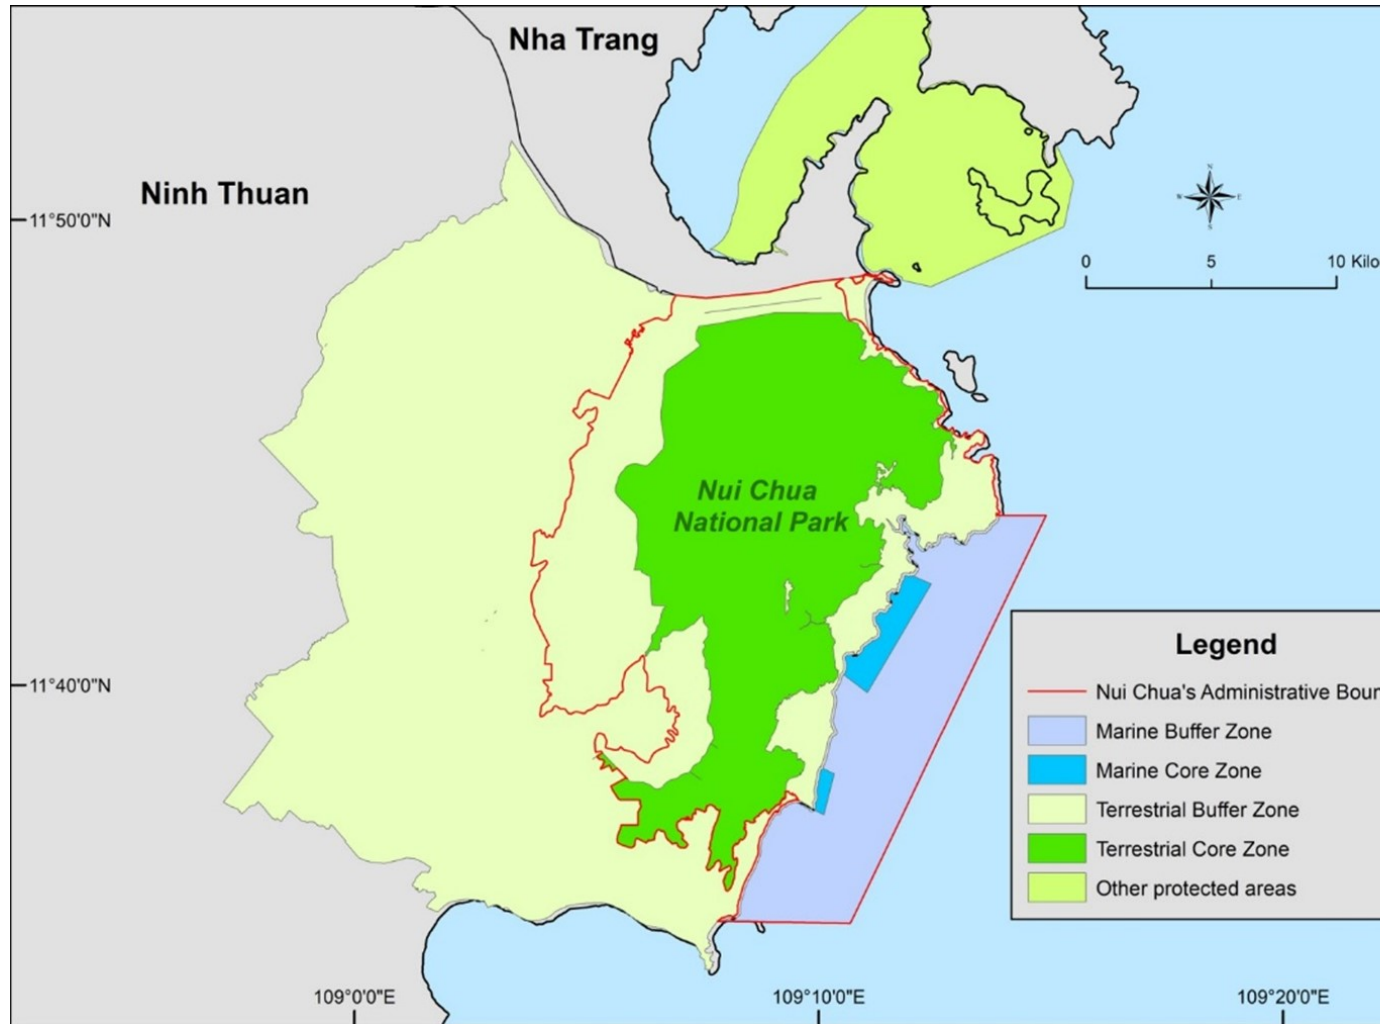 Nha Trang
Ninh Thuan
11°50'0"N
N
W
E
S
0 5 10 Kilo
Nui Chua
National Park
11°40'0"N
Legend
Nui Chua's Administrative Boun
Marine Buffer Zone
Marine Core Zone
Terrestrial Buffer Zone
Terrestrial Core Zone
Other protected areas
109°0'0"E
109°10'0"E
109°20'0"E